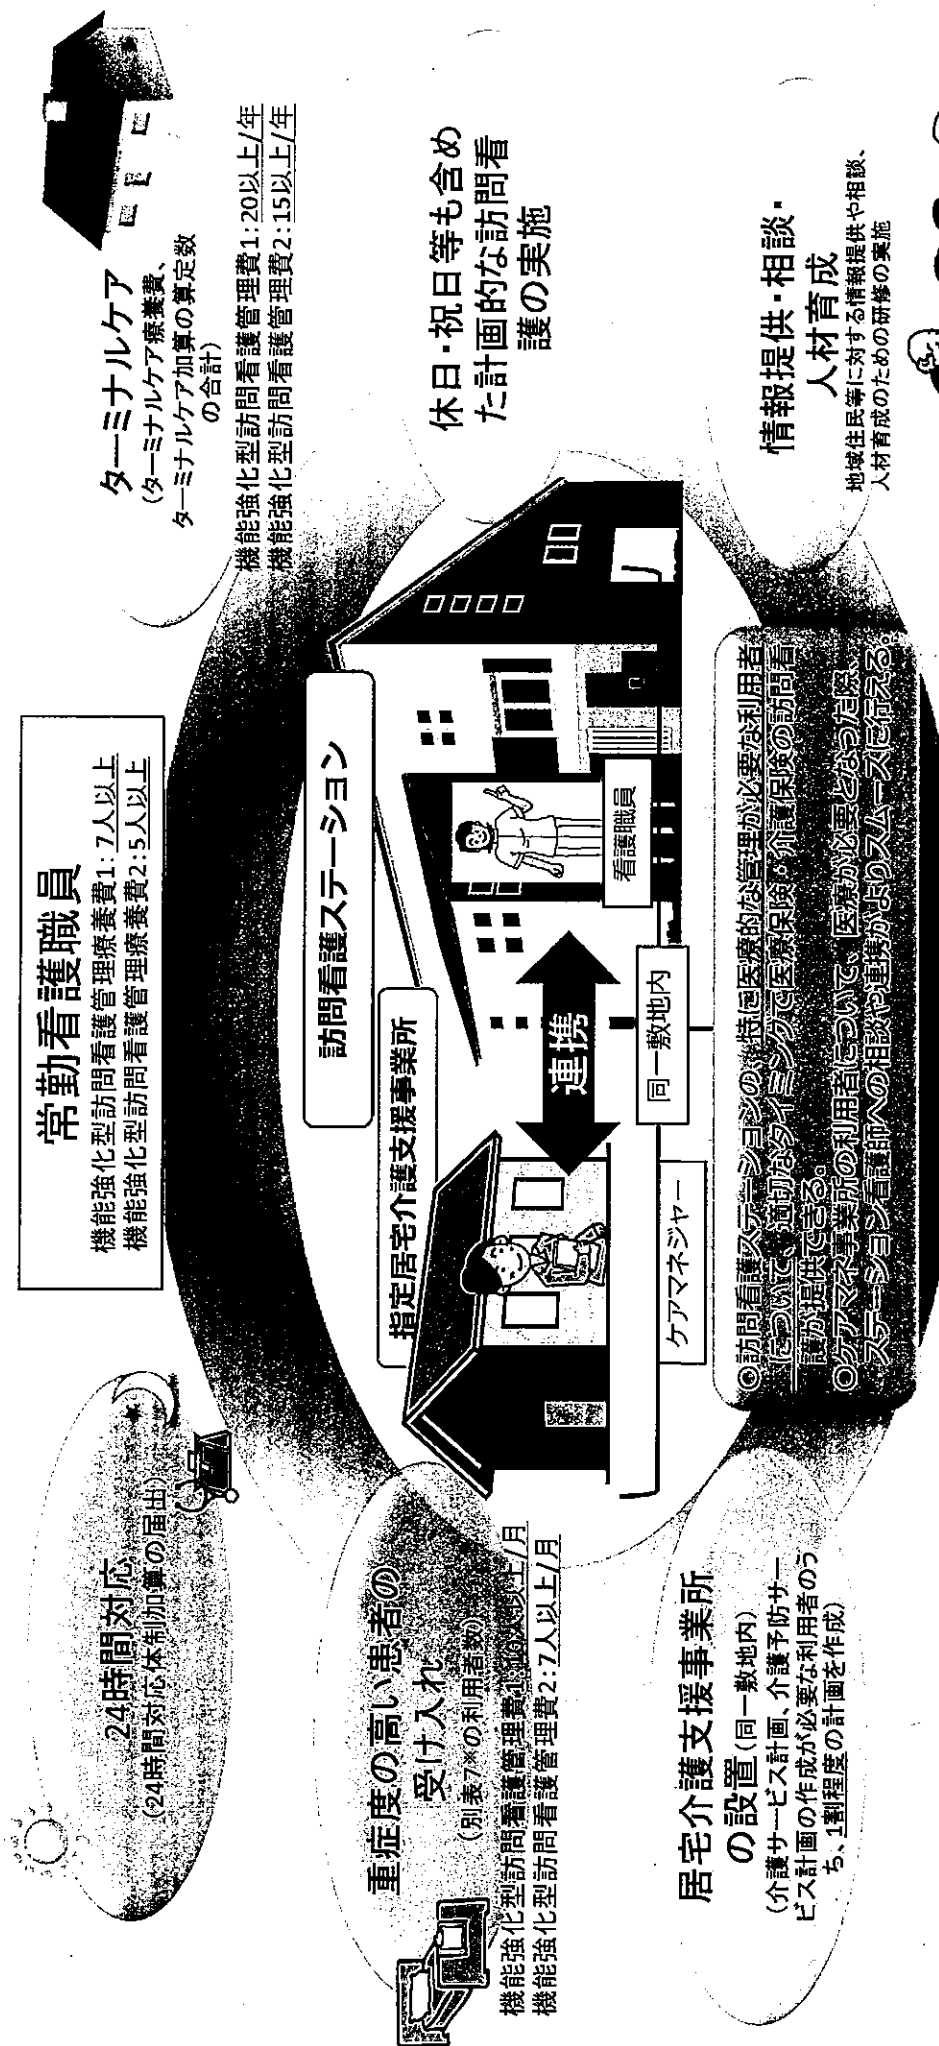 常勤看護職員
機能強化型訪問看護管理療養費1:7人以上
機能強化型訪問看護管理療養費2:5人以上
24時間対応
(24時間対応体制加算の届出)
ターミナルケア
(ターミナルケア療養費、
ターミナルケア加算の算定数
の合計)
機能強化型訪問看護管理費1:20以上/年
機能強化型訪問看護管理費2:15以上/年
重症度の高い患者の
受け入れ
(別表7※の利用者数)
機能強化型訪問看護管理費1:10人以上/月
機能強化型訪問看護管理費2:7人以上/月
訪問看護ステーション
指定居宅介護支援事業所
連携
看護職員
ケアマネジャー
同一敷地内
休日・祝日等も含め
た計画的な訪問看
護の実施
居宅介護支援事業所
の設置(同一敷地内)
(介護サービス計画、介護予防サー
ビス計画の作成が必要な利用者のう
ち、1割程度の計画を作成)
○訪問看護ステーションの、特に医療的な管理が必要な利用者
について、適切なタイミングで医療保険・介護保険の訪問看
護が提供できる。
○ケアマネ事業所の利用者について、医療が必要となった際、
ステーション看護師への相談や連携がよりスムーズに行える。
情報提供・相談・
人材育成
地域住民等に対する情報提供や相談、
人材育成のための研修の実施